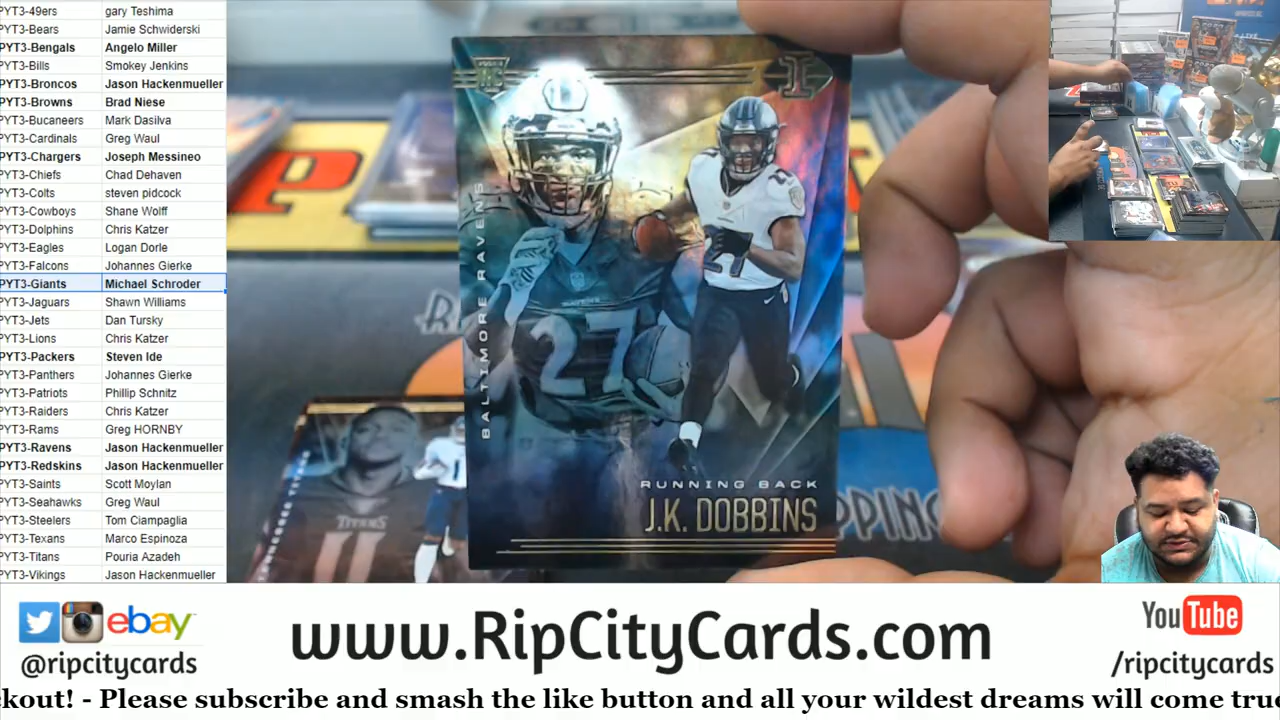 PYT3-49ers gary Teshima
PYT3-Bears Jamie Schwiderski
PYT3-Bengals Angelo Miller
PYT3-Bills Smokey Jenkins
PYT3-Broncos Jason Hackenmueller
PYT3-Browns Brad Niese
PYT3-Bucaneers Mark Dasilva
PYT3-Cardinals Greg Waul
PYT3-Chargers Joseph Messineo
PYT3-Chiefs Chad Dehaven
PYT3-Colts steven pidcock
PYT3-Cowboys Shane Wolff
PYT3-Dolphins Chris Katzer
PYT3-Eagles Logan Dorle
PYT3-Falcons Johannes Gierke
PYT3-Giants Michael Schroder
PYT3-Jaguars Shawn Williams
PYT3-Jets Dan Tursky
PYT3-Lions Chris Katzer
PYT3-Packers Steven Ide
PYT3-Panthers Johannes Gierke
PYT3-Patriots Phillip Schnitz
PYT3-Raiders Chris Katzer
PYT3-Rams Greg HORNBY
PYT3-Ravens Jason Hackenmueller
PYT3-Redskins Jason Hackenmueller
PYT3-Saints Scott Moylan
PYT3-Seahawks Greg Waul
PYT3-Steelers Tom Ciampaglia
PYT3-Texans Marco Espinoza
PYT3-Titans Pouria Azadeh
PYT3-Vikings Jason Hackenmueller
RC
I
BALTIMORE RAVENS
27
27
RUNNING BACK
J.K. DOBBINS
TITANS
11
PPING
ebay
@ripcitycards
www.RipCityCards.com
YouTube
/ripcitycards
ckout! - Please subscribe and smash the like button and all your wildest dreams will come true